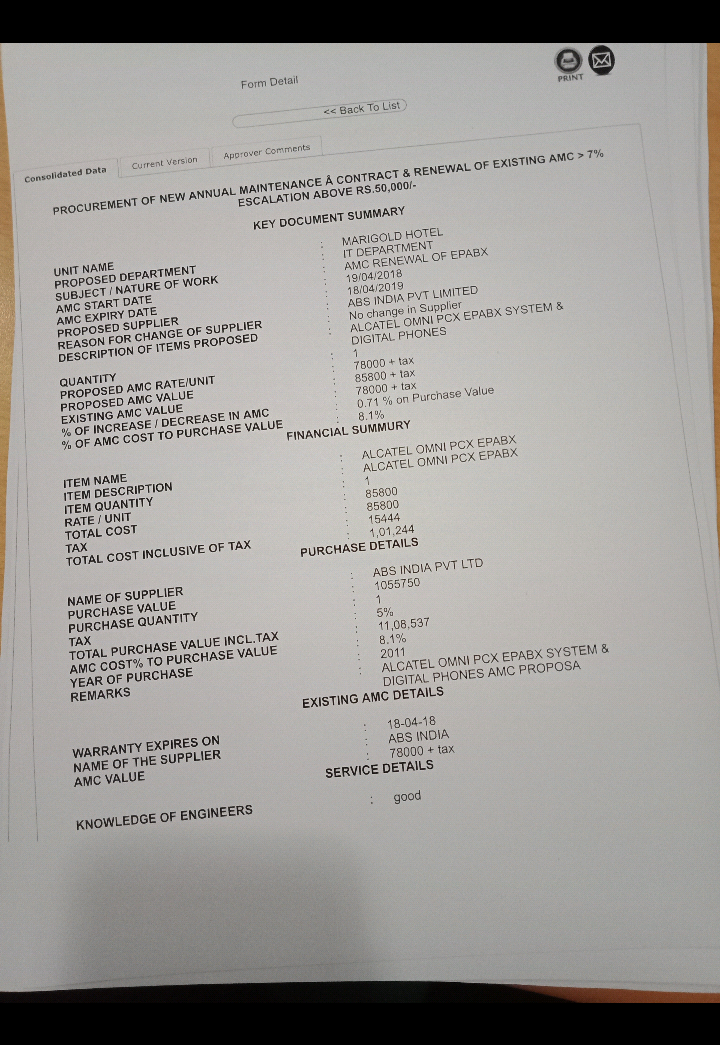 Form Detail
PRINT
<< Back To List
Consolidated Data
Current Version
Approver Comments
PROCUREMENT OF NEW ANNUAL MAINTENANCE Â CONTRACT & RENEWAL OF EXISTING AMC > 7%
ESCALATION ABOVE RS.50,000/-
KEY DOCUMENT SUMMARY
UNIT NAME : MARIGOLD HOTEL
PROPOSED DEPARTMENT : IT DEPARTMENT
SUBJECT / NATURE OF WORK : AMC RENEWAL OF EPABX
AMC START DATE : 19/04/2018
AMC EXPIRY DATE : 18/04/2019
PROPOSED SUPPLIER : ABS INDIA PVT LIMITED
REASON FOR CHANGE OF SUPPLIER : No change in Supplier
DESCRIPTION OF ITEMS PROPOSED : ALCATEL OMNI PCX EPABX SYSTEM &
DIGITAL PHONES
QUANTITY : 1
PROPOSED AMC RATE/UNIT : 78000 + tax
PROPOSED AMC VALUE : 85800 + tax
EXISTING AMC VALUE : 78000 + tax
% OF INCREASE / DECREASE IN AMC : 0.71 % on Purchase Value
% OF AMC COST TO PURCHASE VALUE : 8.1%
FINANCIAL SUMMURY
ITEM NAME : ALCATEL OMNI PCX EPABX
ITEM DESCRIPTION : ALCATEL OMNI PCX EPABX
ITEM QUANTITY : 1
RATE / UNIT : 85800
TOTAL COST : 85800
TAX : 15444
TOTAL COST INCLUSIVE OF TAX : 1,01,244
PURCHASE DETAILS
NAME OF SUPPLIER : ABS INDIA PVT LTD
PURCHASE VALUE : 1055750
PURCHASE QUANTITY : 1
TAX : 5%
TOTAL PURCHASE VALUE INCL.TAX : 11,08,537
AMC COST% TO PURCHASE VALUE : 8.1%
YEAR OF PURCHASE : 2011
REMARKS : ALCATEL OMNI PCX EPABX SYSTEM &
DIGITAL PHONES AMC PROPOSA
EXISTING AMC DETAILS
WARRANTY EXPIRES ON : 18-04-18
NAME OF THE SUPPLIER : ABS INDIA
AMC VALUE : 78000 + tax
SERVICE DETAILS
KNOWLEDGE OF ENGINEERS : good